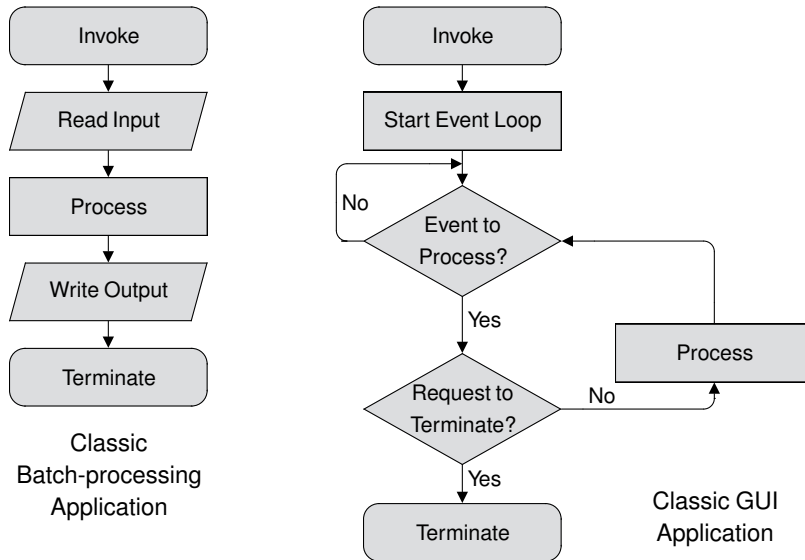 Invoke
Read Input
Process
Write Output
Terminate
Classic
Batch-processing
Application
Invoke
Start Event Loop
No
Event to
Process?
Yes
Process
Request to
Terminate?
No
Yes
Terminate
Classic GUI
Application